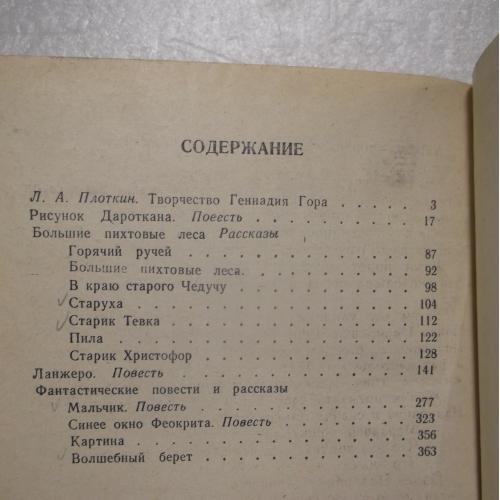 СОДЕРЖАНИЕ
Л. А. Плоткин. Творчество Геннадия Гора . . . . . . 3
Рисунок Дароткана. Повесть . . . . . . . . . . 17
Большие пихтовые леса Рассказы
Горячий ручей . . . . . . . . . . . . . 87
Большие пихтовые леса. . . . . . . . . . 92
В краю старого Чедучу . . . . . . . . . . 98
Старуха . . . . . . . . . . . . . . . 104
Старик Тевка . . . . . . . . . . . . . 112
Пила . . . . . . . . . . . . . . . . 122
Старик Христофор . . . . . . . . . . . 128
Ланжеро. Повесть . . . . . . . . . . . . . 141
Фантастические повести и рассказы
Мальчик. Повесть . . . . . . . . . . . . 277
Синее окно Феокрита. Повесть . . . . . . . 323
Картина . . . . . . . . . . . . . . . 356
Волшебный берет . . . . . . . . . . . . 363